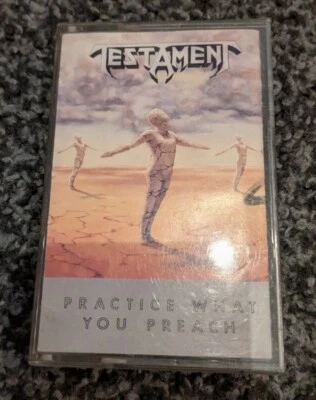 TESTAMENT
PRACTICE WHAT
YOU PREACH